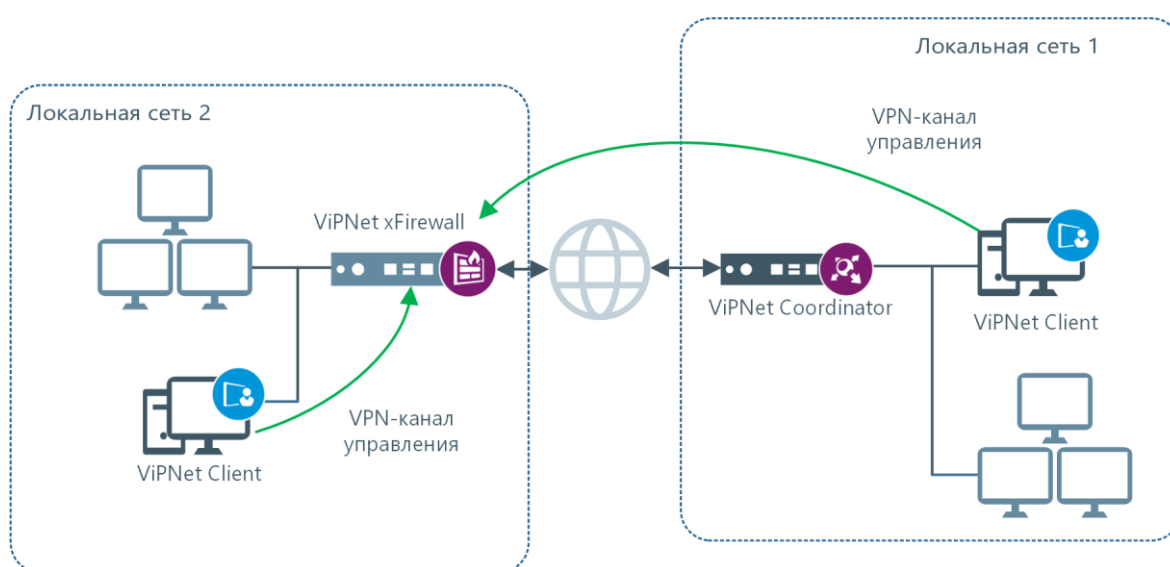 Локальная сеть 1
Локальная сеть 2
VPN-канал
управления
ViPNet xFirewall
ViPNet Coordinator
ViPNet Client
VPN-канал
управления
ViPNet Client